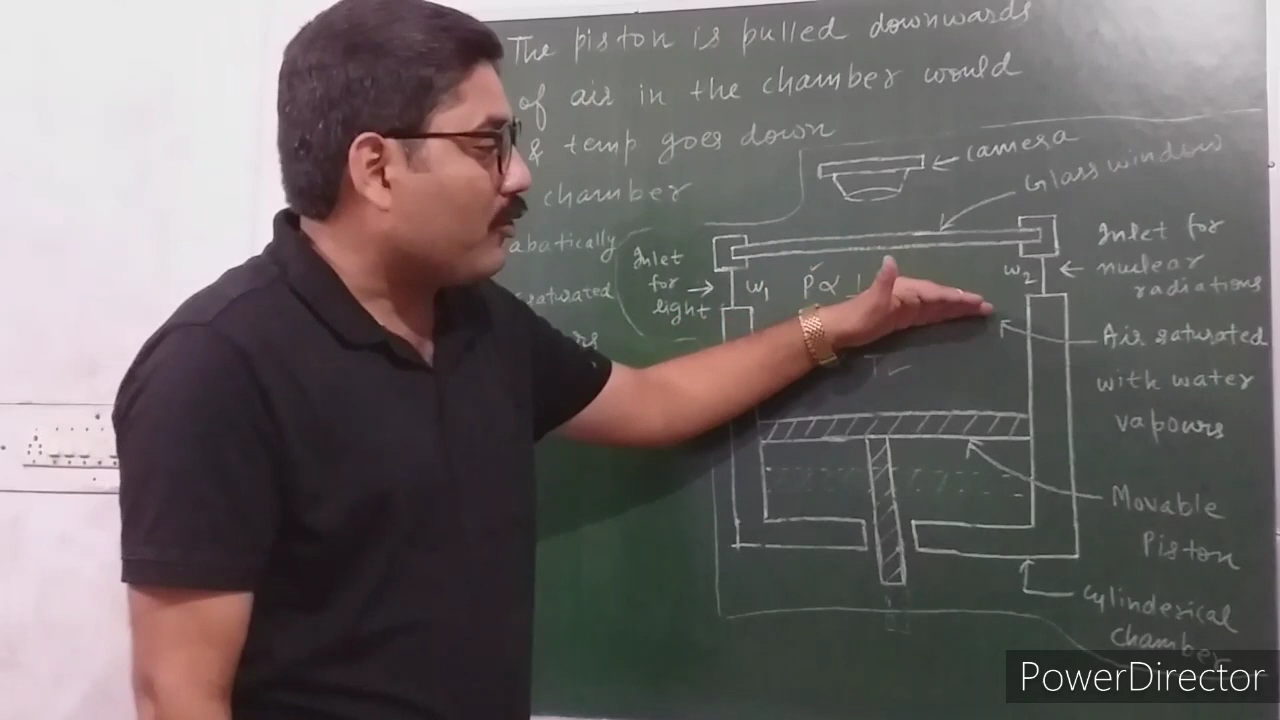 The piston is pulled downwards
of air in the chamber would
& temp goes down
chamber
abatically
Camera
Glass window
Inlet
for
light
W1
P ∝ 1
W2
Inlet for
nuclear
radiations
Air saturated
with water
vapours
Movable
Piston
Cylinderical
chamber
PowerDirector